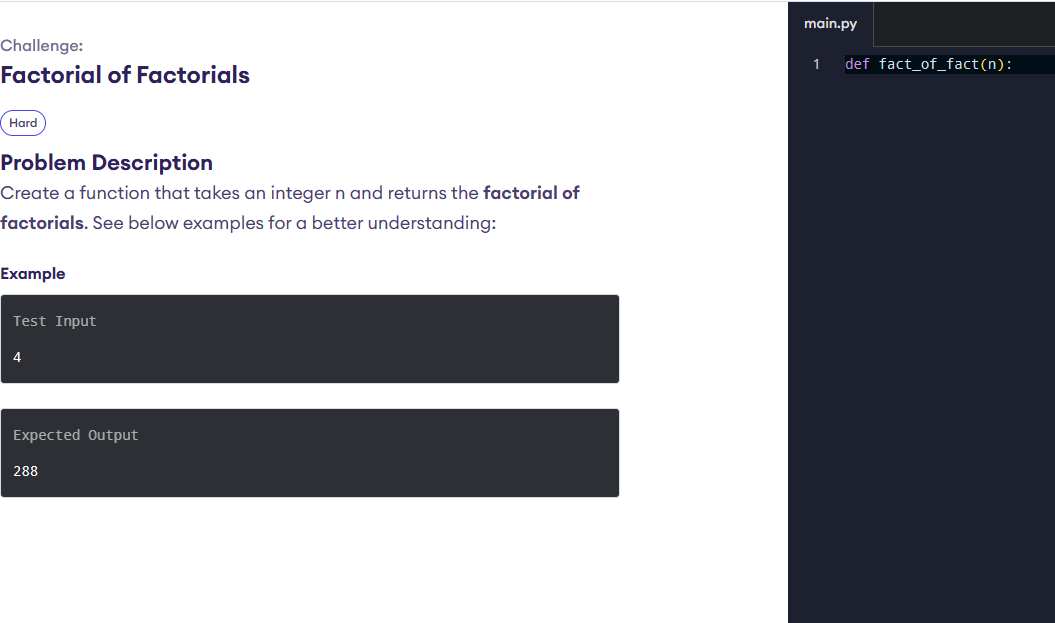 Challenge:
Factorial of Factorials
Hard
Problem Description
Create a function that takes an integer n and returns the factorial of
factorials. See below examples for a better understanding:
Example
Test Input
4
Expected Output
288
main.py
1 def fact_of_fact(n):